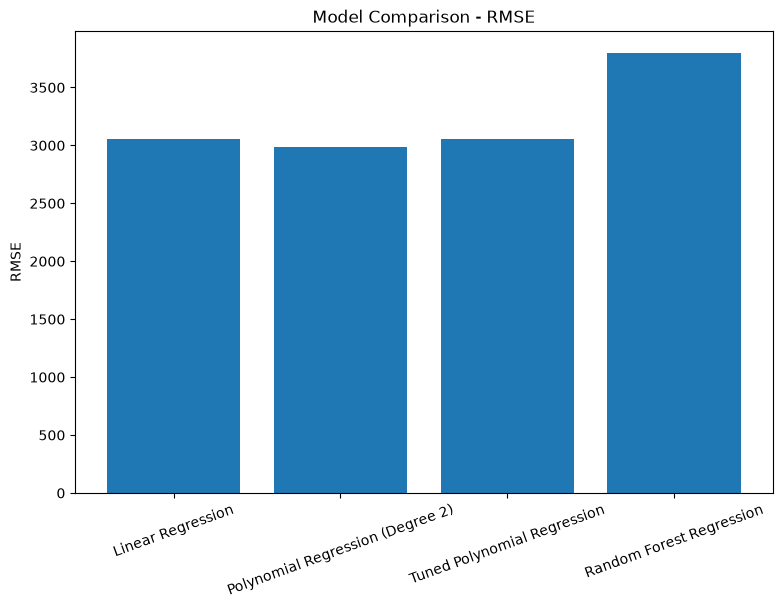 Model Comparison - RMSE
RMSE
3500
3000
2500
2000
1500
1000
500
0
Linear Regression
Polynomial Regression (Degree 2)
Tuned Polynomial Regression
Random Forest Regression